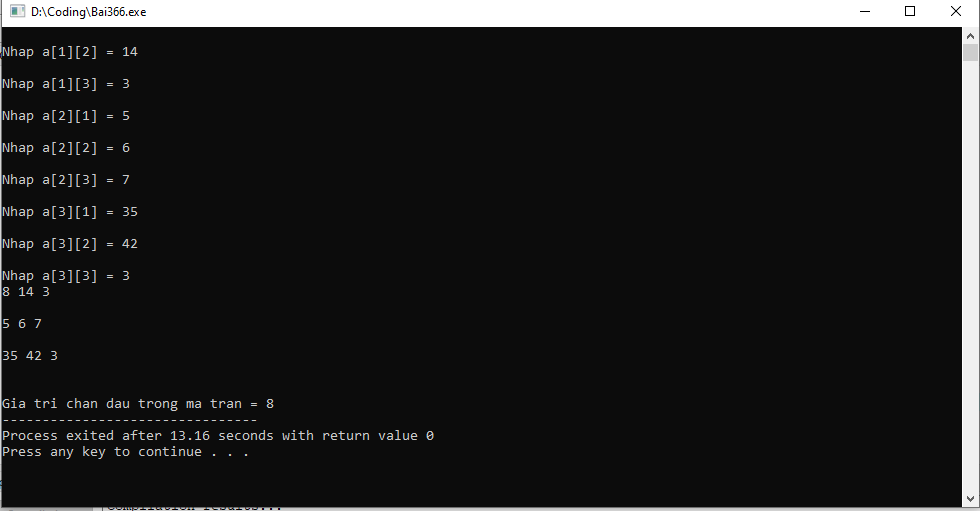 D:\Coding\Bai366.exe
Nhap a[1][2] = 14
Nhap a[1][3] = 3
Nhap a[2][1] = 5
Nhap a[2][2] = 6
Nhap a[2][3] = 7
Nhap a[3][1] = 35
Nhap a[3][2] = 42
Nhap a[3][3] = 3
8 14 3
5 6 7
35 42 3
Gia tri chan dau trong ma tran = 8
--------------------------------
Process exited after 13.16 seconds with return value 0
Press any key to continue . . .
Compilation results...